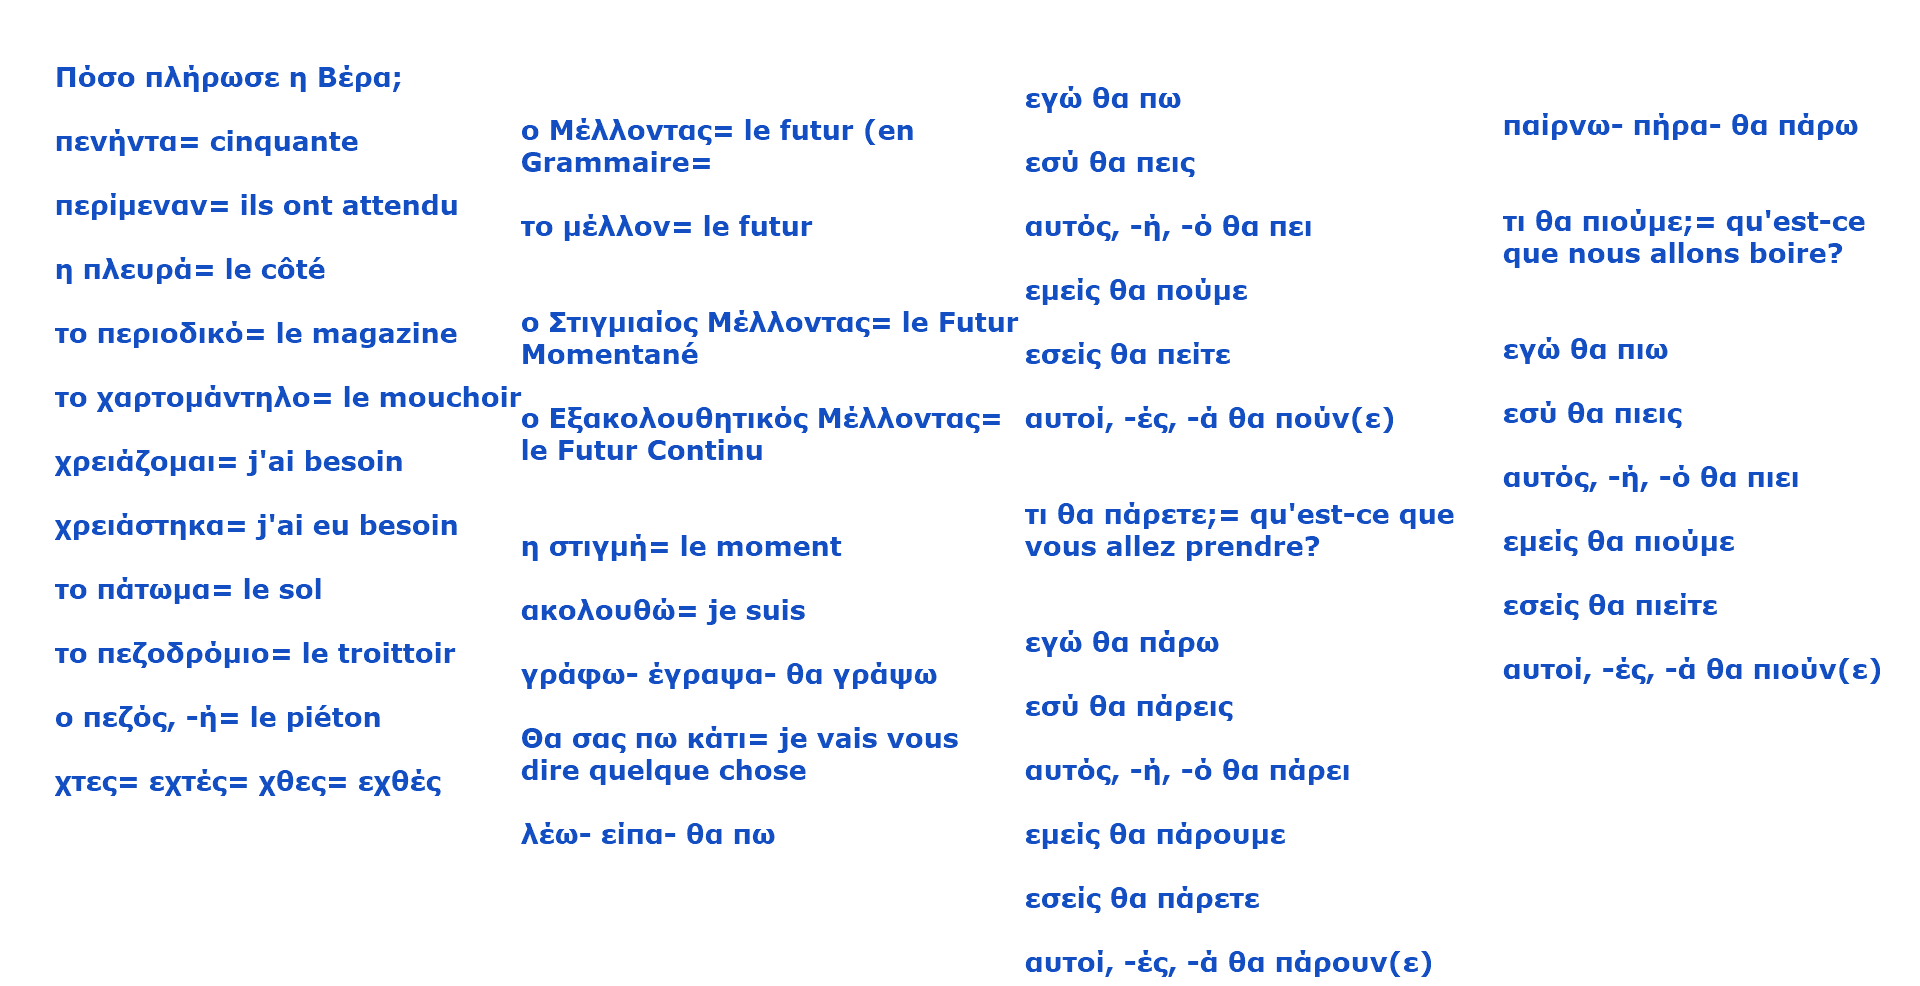 Πόσο πλήρωσε η Βέρα;
πενήντα= cinquante
περίμεναν= ils ont attendu
η πλευρά= le côté
το περιοδικό= le magazine
το χαρτομάντηλο= le mouchoir
χρειάζομαι= j'ai besoin
χρειάστηκα= j'ai eu besoin
το πάτωμα= le sol
το πεζοδρόμιο= le troittoir
ο πεζός, -ή= le piéton
χτες= εχτές= χθες= εχθές
ο Μέλλοντας= le futur (en
Grammaire=
το μέλλον= le futur
ο Στιγμιαίος Μέλλοντας= le Futur
Momentané
ο Εξακολουθητικός Μέλλοντας=
le Futur Continu
η στιγμή= le moment
ακολουθώ= je suis
γράφω- έγραψα- θα γράψω
Θα σας πω κάτι= je vais vous
dire quelque chose
λέω- είπα- θα πω
εγώ θα πω
εσύ θα πεις
αυτός, -ή, -ό θα πει
εμείς θα πούμε
εσείς θα πείτε
αυτοί, -ές, -ά θα πούν(ε)
τι θα πάρετε;= qu'est-ce que
vous allez prendre?
εγώ θα πάρω
εσύ θα πάρεις
αυτός, -ή, -ό θα πάρει
εμείς θα πάρουμε
εσείς θα πάρετε
αυτοί, -ές, -ά θα πάρουν(ε)
παίρνω- πήρα- θα πάρω
τι θα πιούμε;= qu'est-ce
que nous allons boire?
εγώ θα πιω
εσύ θα πιεις
αυτός, -ή, -ό θα πιει
εμείς θα πιούμε
εσείς θα πιείτε
αυτοί, -ές, -ά θα πιούν(ε)